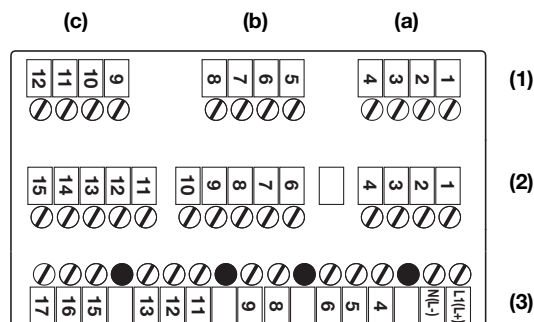 (c) (b) (a)
12 11 10 9 8 7 6 5 4 3 2 1 (1)
15 14 13 12 11 10 9 8 7 6 4 3 2 1 (2)
17 16 15 13 12 11 9 8 6 5 4 N(L-) L1(L+) (3)